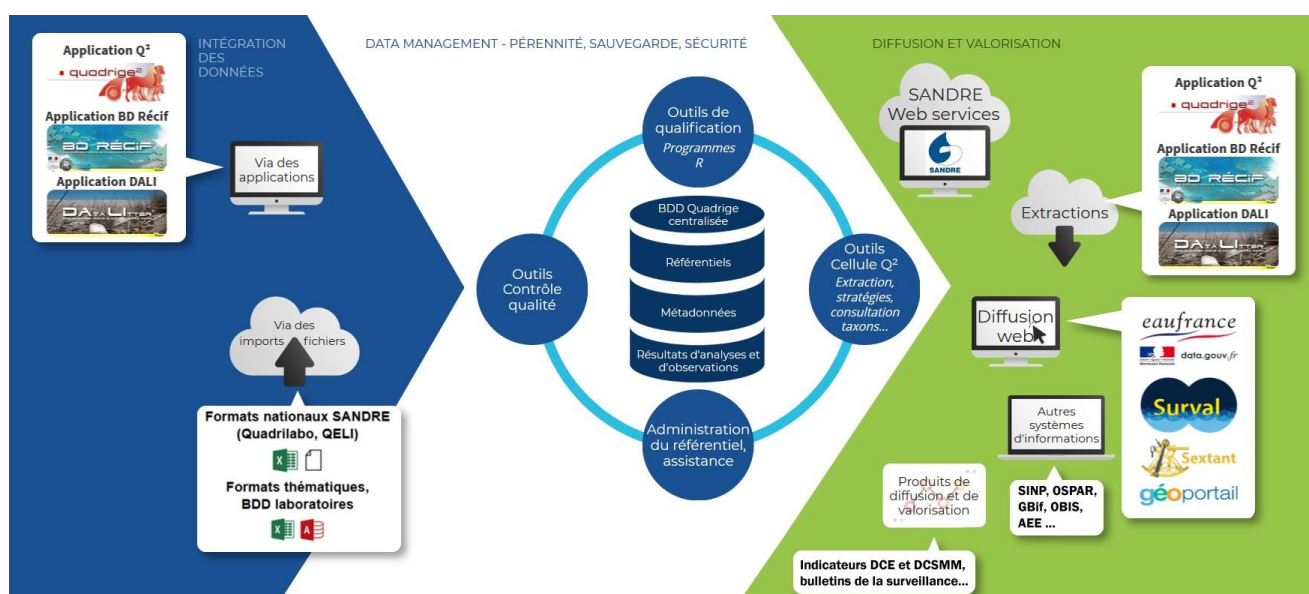 INTÉGRATION
DES
DONNÉES
Application Q²
quadrige²
Application BD Récif
BD RÉCIF
Application DALI
DAtaLItter
Via des
applications
Via des
imports fichiers
Formats nationaux SANDRE
(Quadrilabo, QELI)
Formats thématiques,
BDD laboratoires
DATA MANAGEMENT - PÉRENNITÉ, SAUVEGARDE, SÉCURITÉ
Outils de
qualification
Programmes
R
Outils
Contrôle
qualité
BDD Quadrige
centralisée
Référentiels
Métadonnées
Résultats d'analyses et
d'observations
Outils
Cellule Q²
Extraction,
stratégies,
consultation
taxons...
Administration
du référentiel,
assistance
DIFFUSION ET VALORISATION
SANDRE
Web services
SANDRE
Extractions
Application Q²
quadrige²
Application BD Récif
BD RÉCIF
Application DALI
DAtaLItter
Diffusion
web
eaufrance
data.gouv.fr
Surval
Sextant
géoportail
Autres
systèmes
d'informations
SINP, OSPAR,
GBif, OBIS,
AEE ...
Produits de
diffusion et de
valorisation
Indicateurs DCE et DCSMM,
bulletins de la surveillance...